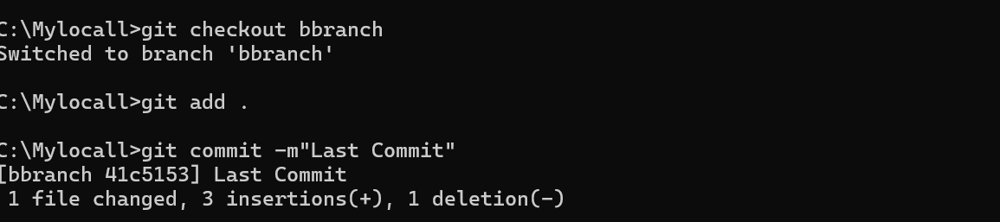 C:\Mylocall>git checkout bbranch
Switched to branch 'bbranch'
C:\Mylocall>git add .
C:\Mylocall>git commit -m"Last Commit"
[bbranch 41c5153] Last Commit
1 file changed, 3 insertions(+), 1 deletion(-)